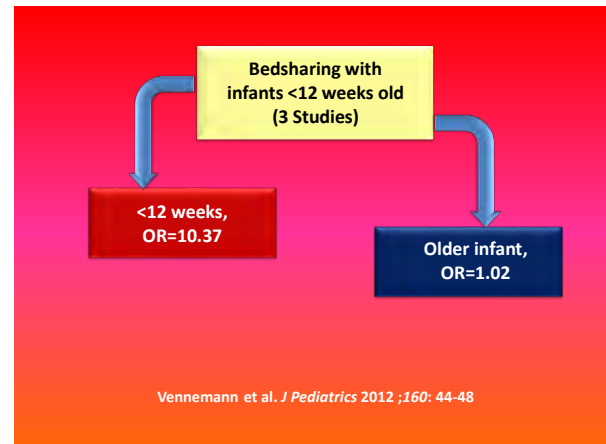 Bedsharing with
infants <12 weeks old
(3 Studies)
<12 weeks,
OR=10.37
Older infant,
OR=1.02
Vennemann et al. J Pediatrics 2012 ;160: 44-48